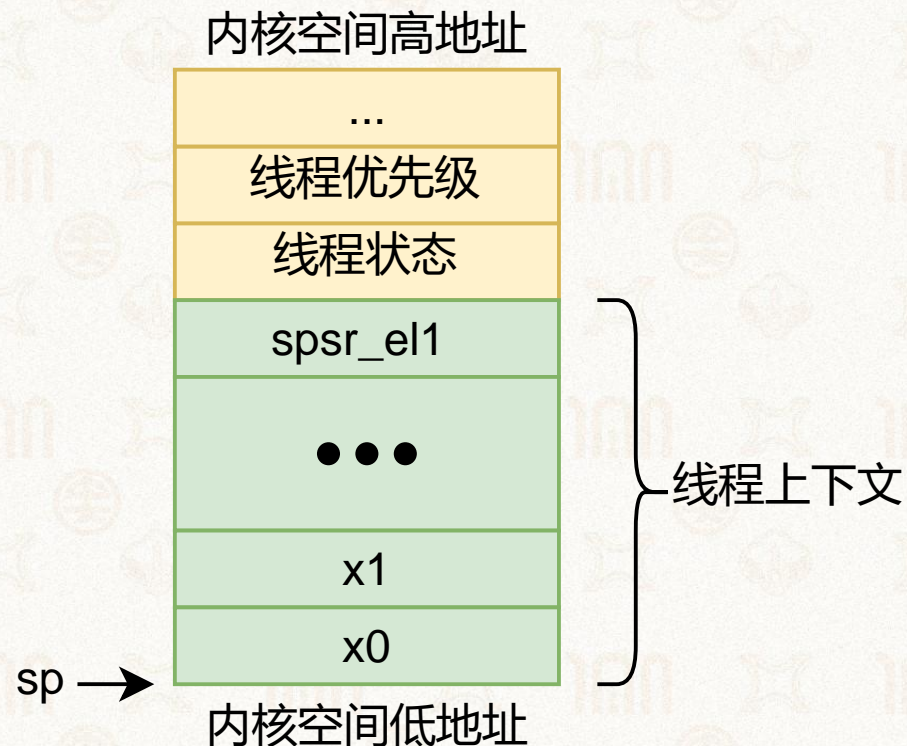 内核空间高地址
...
线程优先级
线程状态
spsr_el1
•••
线程上下文
x1
x0
sp
内核空间低地址